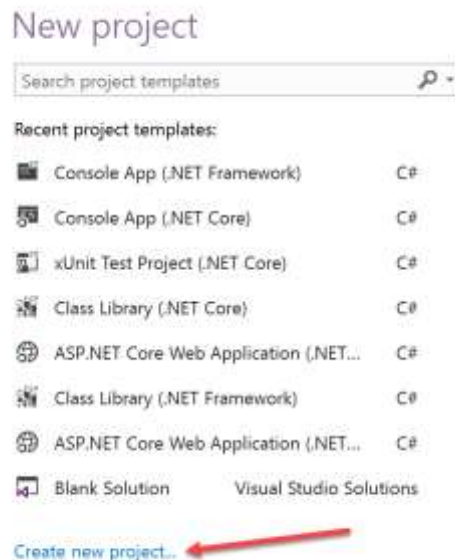 New project
Search project templates
Recent project templates:
Console App (.NET Framework) C#
Console App (.NET Core) C#
xUnit Test Project (.NET Core) C#
Class Library (.NET Core) C#
ASP.NET Core Web Application (.NET... C#
Class Library (.NET Framework) C#
ASP.NET Core Web Application (.NET... C#
Blank Solution Visual Studio Solutions
Create new project...